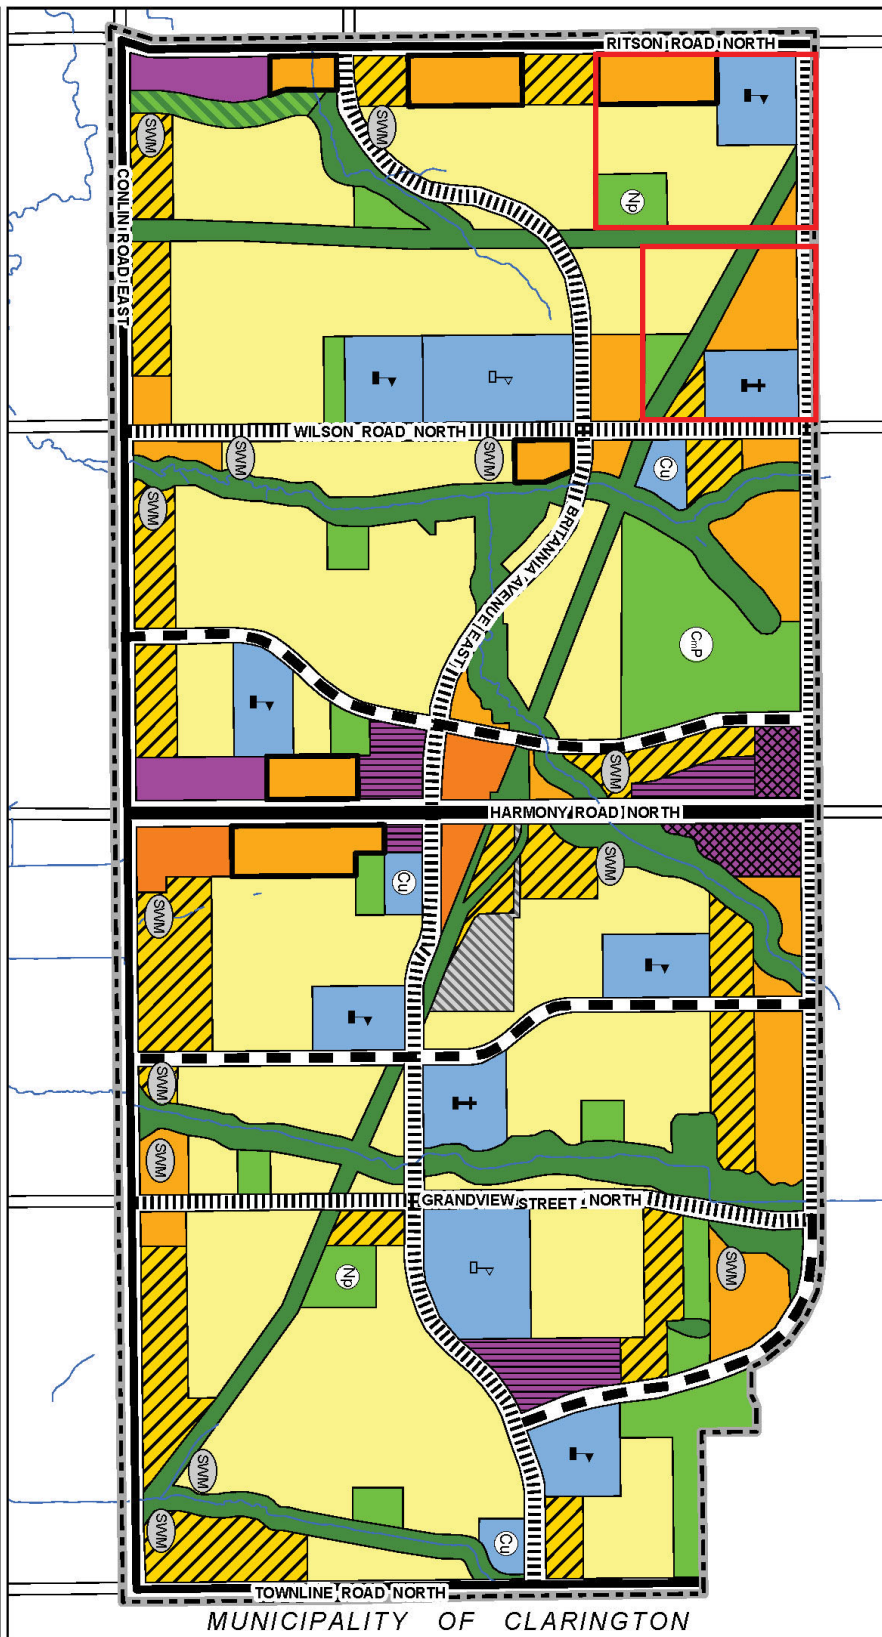 RITSON ROAD NORTH
SWM
SWM
CONLIN ROAD EAST
Np
WILSON ROAD NORTH
SWM
SWM
Cu
SWM
BRITANNIA AVENUE EAST
CmP
SWM
HARMONY ROAD NORTH
SWM
Cu
SWM
SWM
SWM
GRANDVIEW STREET NORTH
SWM
Np
SWM
SWM
Cu
TOWNLINE ROAD NORTH
MUNICIPALITY OF CLARINGTON